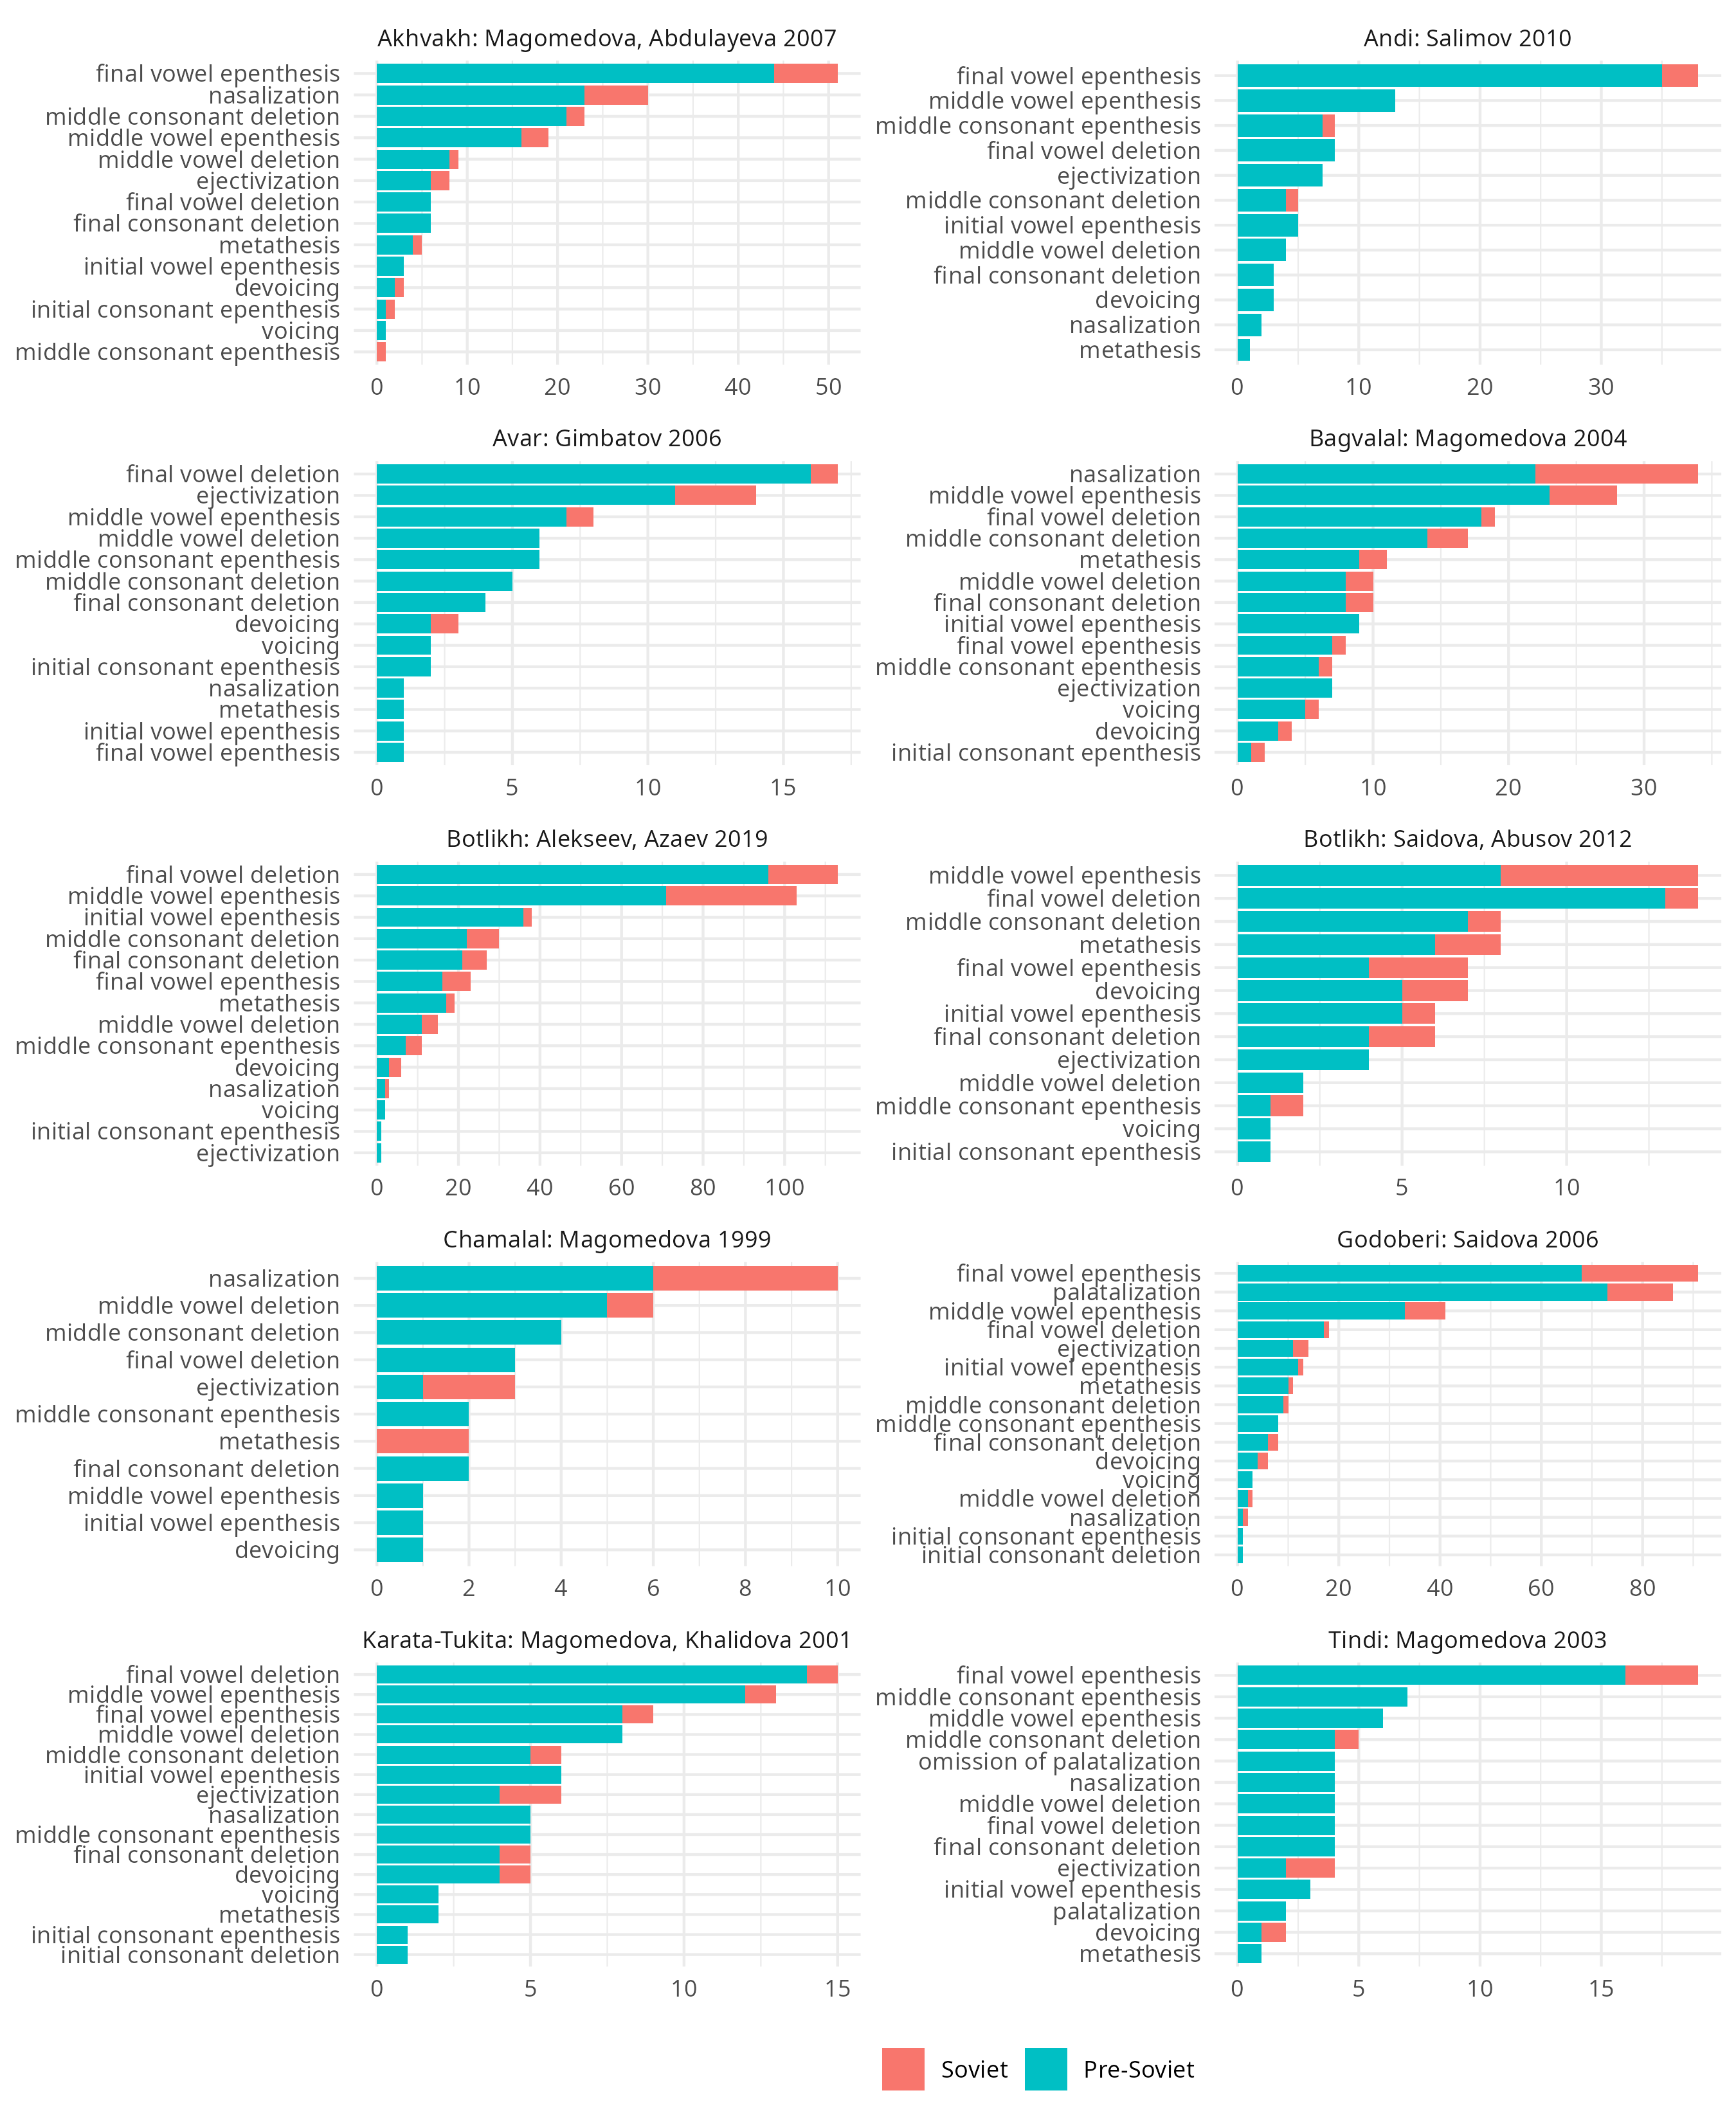 Akhvakh: Magomedova, Abdulayeva 2007
final vowel epenthesis
nasalization
middle consonant deletion
middle vowel epenthesis
middle vowel deletion
ejectivization
final vowel deletion
final consonant deletion
metathesis
initial vowel epenthesis
devoicing
initial consonant epenthesis
voicing
middle consonant epenthesis
0 10 20 30 40 50
Andi: Salimov 2010
final vowel epenthesis
middle vowel epenthesis
middle consonant epenthesis
final vowel deletion
ejectivization
middle consonant deletion
initial vowel epenthesis
middle vowel deletion
final consonant deletion
devoicing
nasalization
metathesis
0 10 20 30
Avar: Gimbatov 2006
final vowel deletion
ejectivization
middle vowel epenthesis
middle vowel deletion
middle consonant epenthesis
middle consonant deletion
final consonant deletion
devoicing
voicing
initial consonant epenthesis
nasalization
metathesis
initial vowel epenthesis
final vowel epenthesis
0 5 10 15
Bagvalal: Magomedova 2004
nasalization
middle vowel epenthesis
final vowel deletion
middle consonant deletion
metathesis
middle vowel deletion
final consonant deletion
initial vowel epenthesis
final vowel epenthesis
middle consonant epenthesis
ejectivization
voicing
devoicing
initial consonant epenthesis
0 10 20 30
Botlikh: Alekseev, Azaev 2019
final vowel deletion
middle vowel epenthesis
initial vowel epenthesis
middle consonant deletion
final consonant deletion
final vowel epenthesis
metathesis
middle vowel deletion
middle consonant epenthesis
devoicing
nasalization
voicing
initial consonant epenthesis
ejectivization
0 20 40 60 80 100
Botlikh: Saidova, Abusov 2012
middle vowel epenthesis
final vowel deletion
middle consonant deletion
metathesis
final vowel epenthesis
devoicing
initial vowel epenthesis
final consonant deletion
ejectivization
middle vowel deletion
middle consonant epenthesis
voicing
initial consonant epenthesis
0 5 10
Chamalal: Magomedova 1999
nasalization
middle vowel deletion
middle consonant deletion
final vowel deletion
ejectivization
middle consonant epenthesis
metathesis
final consonant deletion
middle vowel epenthesis
initial vowel epenthesis
devoicing
0 2 4 6 8 10
Godoberi: Saidova 2006
final vowel epenthesis
palatalization
middle vowel epenthesis
final vowel deletion
ejectivization
initial vowel epenthesis
metathesis
middle consonant deletion
middle consonant epenthesis
final consonant deletion
devoicing
voicing
middle vowel deletion
nasalization
initial consonant epenthesis
initial consonant deletion
0 20 40 60 80
Karata-Tukita: Magomedova, Khalidova 2001
final vowel deletion
middle vowel epenthesis
final vowel epenthesis
middle vowel deletion
middle consonant deletion
initial vowel epenthesis
ejectivization
nasalization
middle consonant epenthesis
final consonant deletion
devoicing
voicing
metathesis
initial consonant epenthesis
initial consonant deletion
0 5 10 15
Tindi: Magomedova 2003
final vowel epenthesis
middle consonant epenthesis
middle vowel epenthesis
middle consonant deletion
omission of palatalization
nasalization
middle vowel deletion
final vowel deletion
final consonant deletion
ejectivization
initial vowel epenthesis
palatalization
devoicing
metathesis
0 5 10 15
Soviet Pre-Soviet